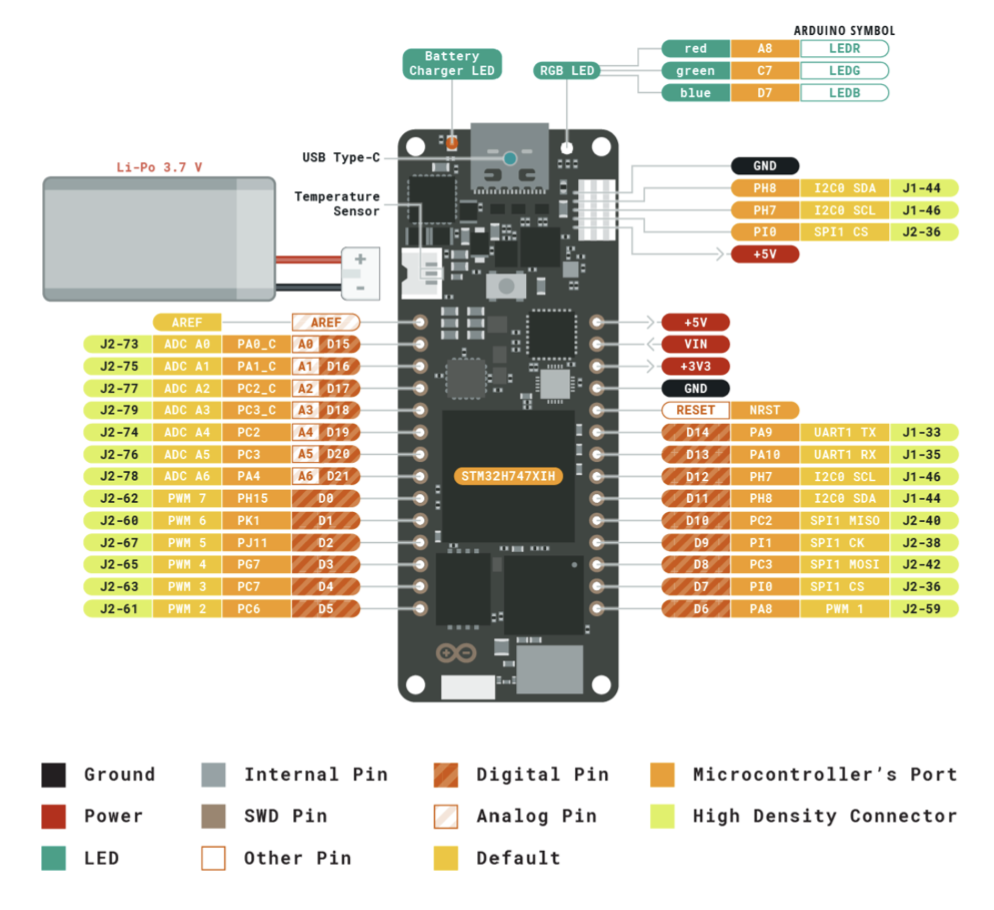 ARDUINO SYMBOL
Battery
Charger LED
RGB LED
red A8 LEDR
green C7 LEDG
blue D7 LEDB
USB Type-C
Li-Po 3.7 V
Temperature
Sensor
+
-
GND
PH8 I2C0 SDA J1-44
PH7 I2C0 SCL J1-46
PI0 SPI1 CS J2-36
+5V
AREF AREF
J2-73 ADC A0 PA0_C A0 D15
J2-75 ADC A1 PA1_C A1 D16
J2-77 ADC A2 PC2_C A2 D17
J2-79 ADC A3 PC3_C A3 D18
J2-74 ADC A4 PC2 A4 D19
J2-76 ADC A5 PC3 A5 D20
J2-78 ADC A6 PA4 A6 D21
J2-62 PWM 7 PH15 D0
J2-60 PWM 6 PK1 D1
J2-67 PWM 5 PJ11 D2
J2-65 PWM 4 PG7 D3
J2-63 PWM 3 PC7 D4
J2-61 PWM 2 PC6 D5
STM32H747XIH
+5V
VIN
+3V3
GND
RESET NRST
D14 PA9 UART1 TX J1-33
D13 PA10 UART1 RX J1-35
D12 PH7 I2C0 SCL J1-46
D11 PH8 I2C0 SDA J1-44
D10 PC2 SPI1 MISO J2-40
D9 PI1 SPI1 CK J2-38
D8 PC3 SPI1 MOSI J2-42
D7 PI0 SPI1 CS J2-36
D6 PA8 PWM 1 J2-59
Ground
Power
LED
Internal Pin
SWD Pin
Other Pin
Digital Pin
Analog Pin
Default
Microcontroller's Port
High Density Connector